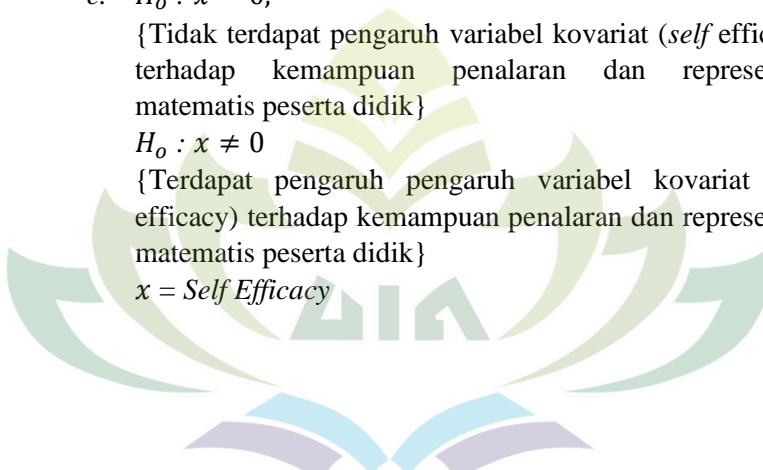 {Tidak terdapat pengaruh variabel kovariat (self
terhadap kemampuan penalaran dan
matematis peserta didik}
H₀ : x ≠ 0
{Terdapat pengaruh pengaruh variabel kovariat
efficacy) terhadap kemampuan penalaran dan
matematis peserta didik}
x = Self Efficacy